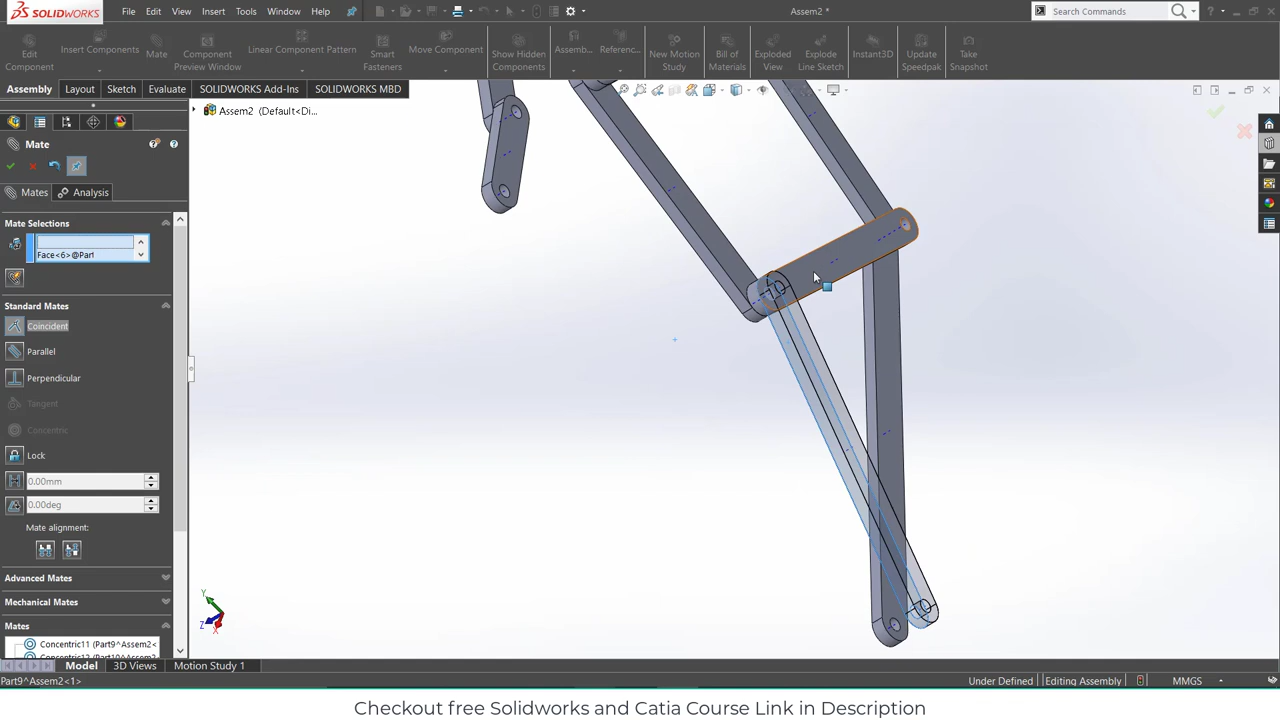 SOLIDWORKS
File Edit View Insert Tools Window Help
Assem2 *
Search Commands
Edit Component
Insert Components
Mate
Component Preview Window
Linear Component Pattern
Smart Fasteners
Move Component
Show Hidden Components
Assemb...
Referenc...
New Motion Study
Bill of Materials
Exploded View
Explode Line Sketch
Instant3D
Update Speedpak
Take Snapshot
Assembly Layout Sketch Evaluate SOLIDWORKS Add-Ins SOLIDWORKS MBD
Assem2 (Default<Di...
Mate
Mates Analysis
Mate Selections
Face<6>@Part
Standard Mates
Coincident
Parallel
Perpendicular
Tangent
Concentric
Lock
0.00mm
0.00deg
Mate alignment:
Advanced Mates
Mechanical Mates
Mates
Concentric11 (Part9^Assem2<
Y
Z
X
Model 3D Views Motion Study 1
Part9^Assem2<1>
Under Defined Editing Assembly MMGS
Checkout free Solidworks and Catia Course Link in Description